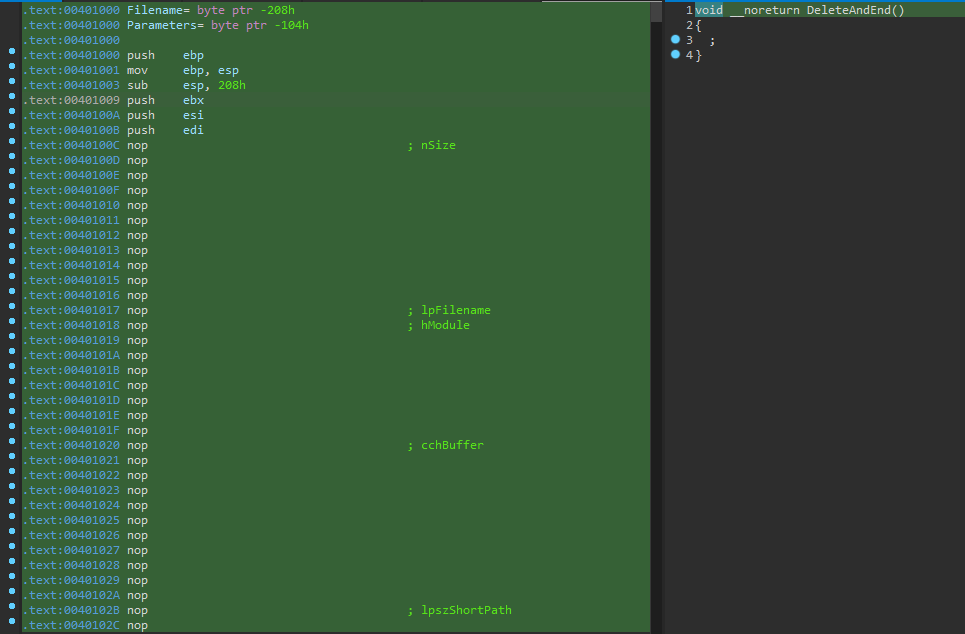 .text:00401000 Filename= byte ptr -208h
.text:00401000 Parameters= byte ptr -104h
.text:00401000
.text:00401000 push ebp
.text:00401001 mov ebp, esp
.text:00401003 sub esp, 208h
.text:00401009 push ebx
.text:0040100A push esi
.text:0040100B push edi
.text:0040100C nop ; nSize
.text:0040100D nop
.text:0040100E nop
.text:0040100F nop
.text:00401010 nop
.text:00401011 nop
.text:00401012 nop
.text:00401013 nop
.text:00401014 nop
.text:00401015 nop
.text:00401016 nop
.text:00401017 nop ; lpFilename
.text:00401018 nop ; hModule
.text:00401019 nop
.text:0040101A nop
.text:0040101B nop
.text:0040101C nop
.text:0040101D nop
.text:0040101E nop
.text:0040101F nop
.text:00401020 nop ; cchBuffer
.text:00401021 nop
.text:00401022 nop
.text:00401023 nop
.text:00401024 nop
.text:00401025 nop
.text:00401026 nop
.text:00401027 nop
.text:00401028 nop
.text:00401029 nop
.text:0040102A nop
.text:0040102B nop ; lpszShortPath
.text:0040102C nop
1 void __noreturn DeleteAndEnd()
2 {
3 ;
4 }